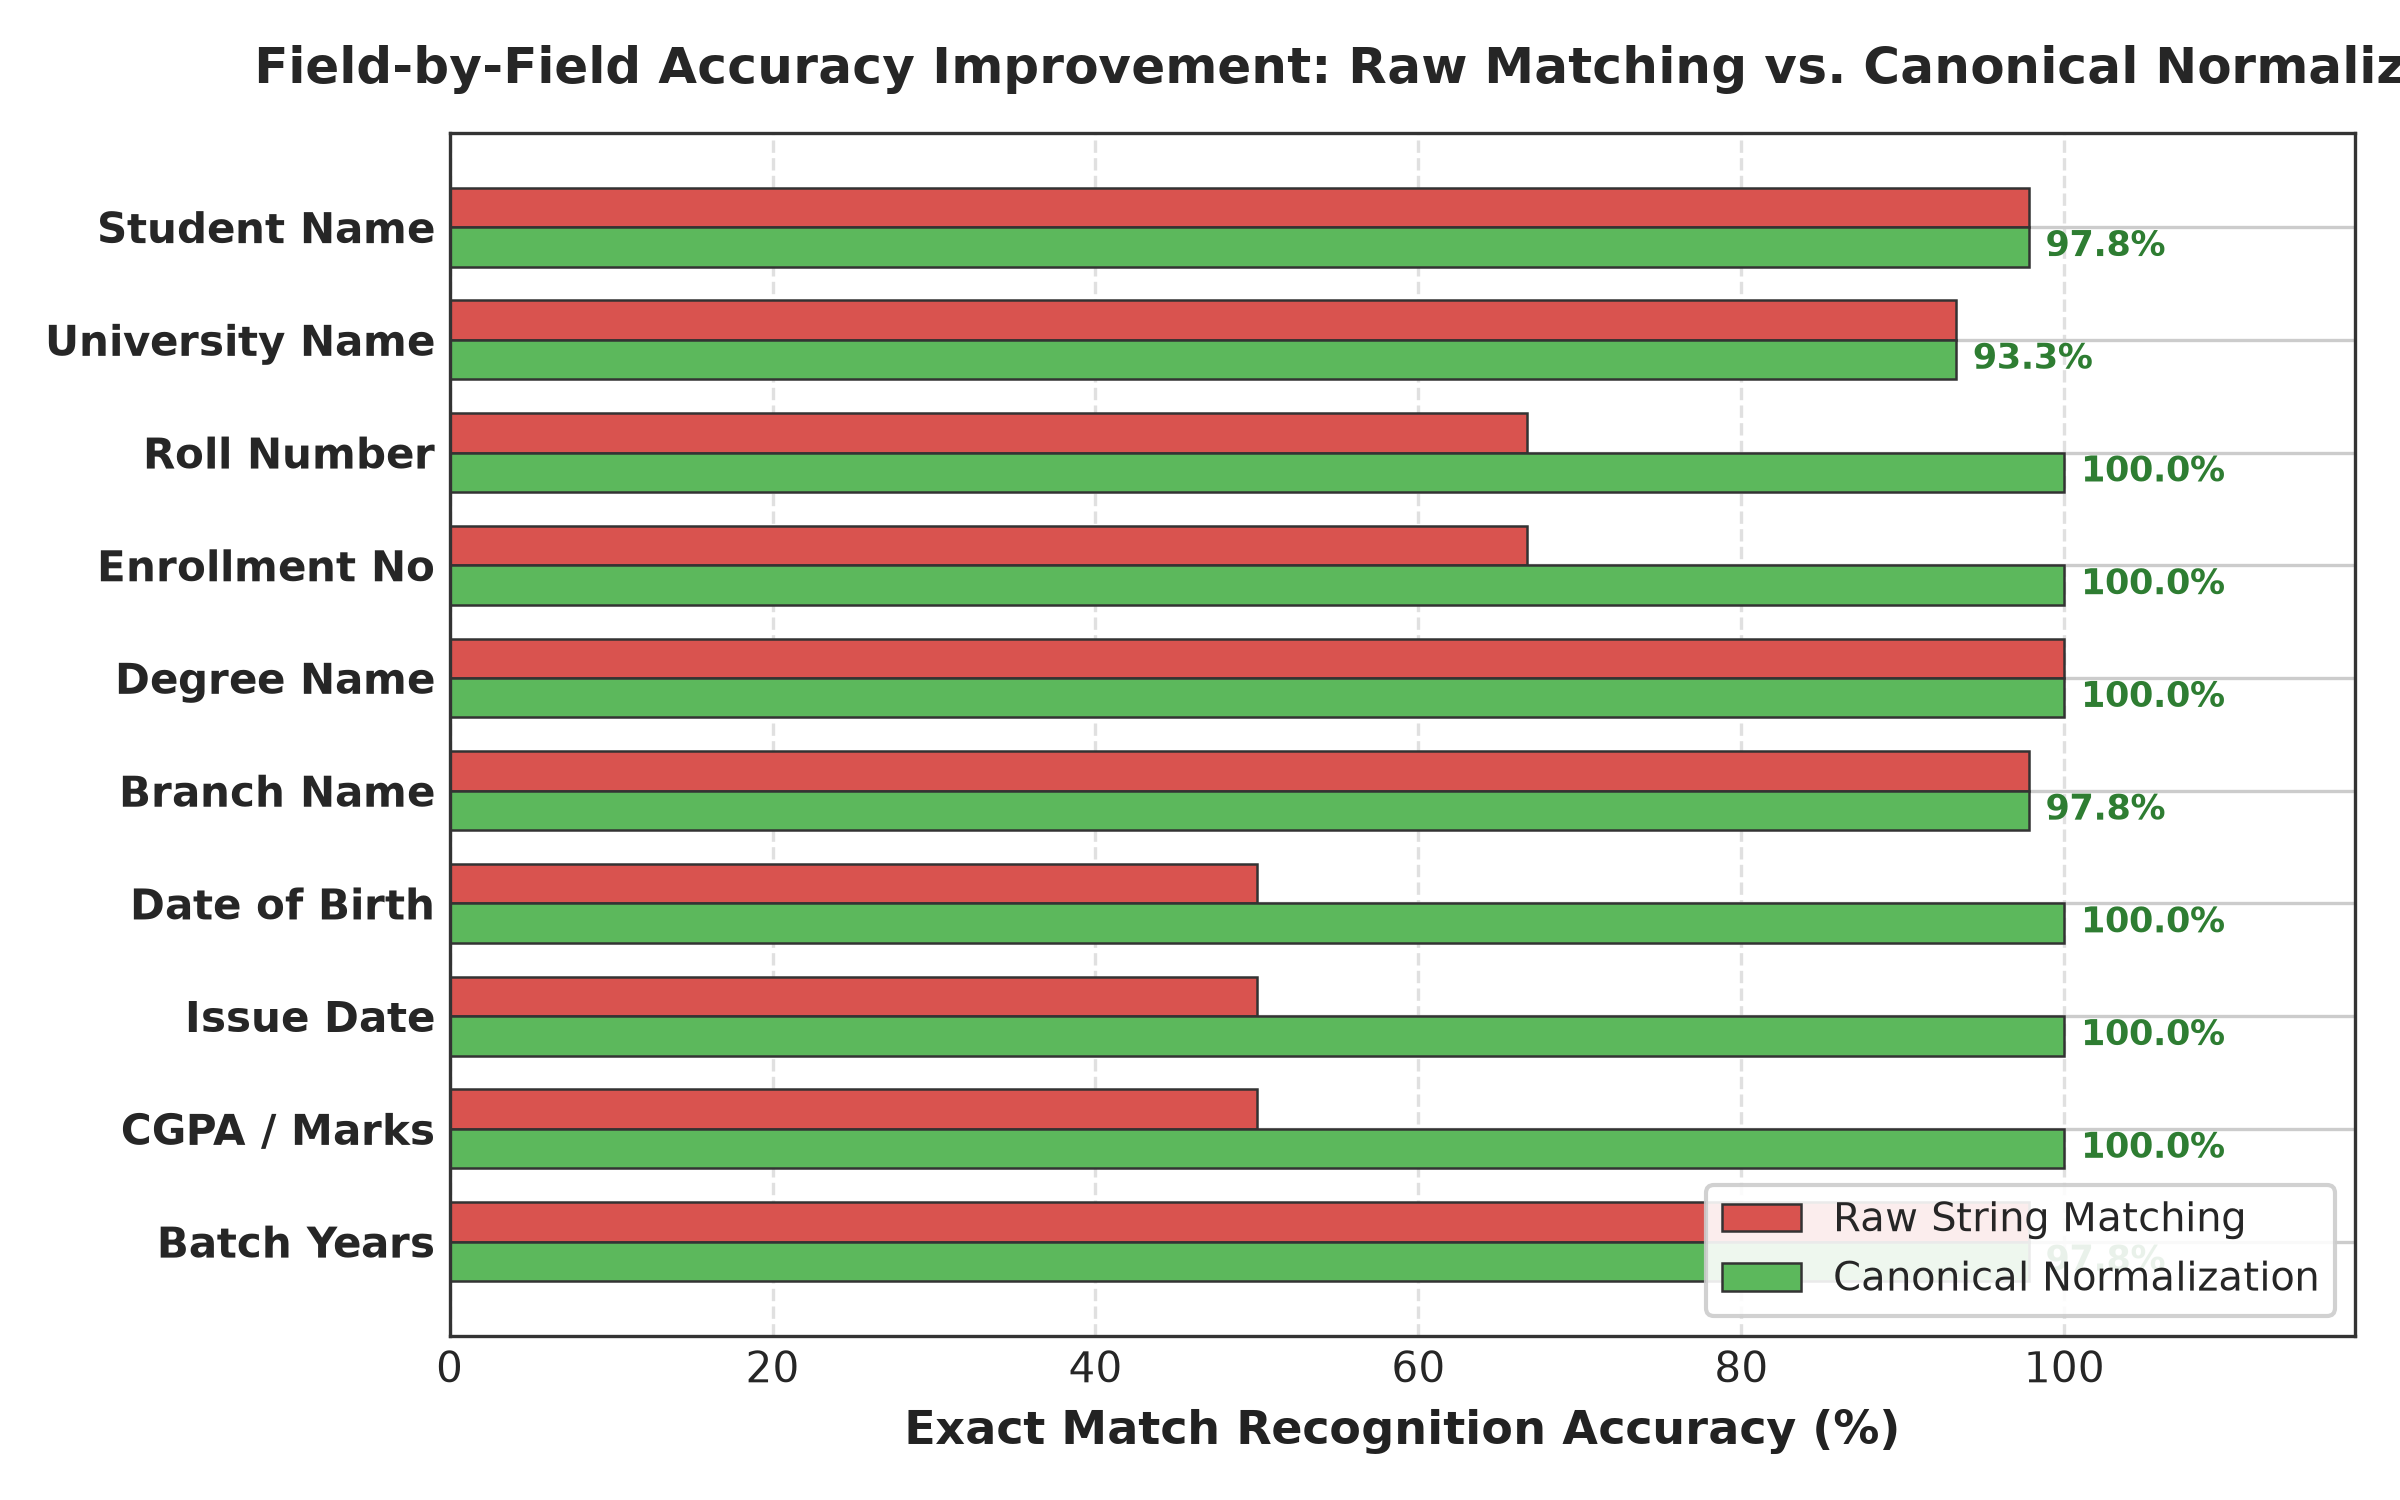 Field-by-Field Accuracy Improvement: Raw Matching vs. Canonical Normaliz
Student Name
97.8%
University Name
93.3%
Roll Number
100.0%
Enrollment No
100.0%
Degree Name
100.0%
Branch Name
97.8%
Date of Birth
100.0%
Issue Date
100.0%
CGPA / Marks
100.0%
Batch Years
97.8%
Raw String Matching
Canonical Normalization
0 20 40 60 80 100
Exact Match Recognition Accuracy (%)